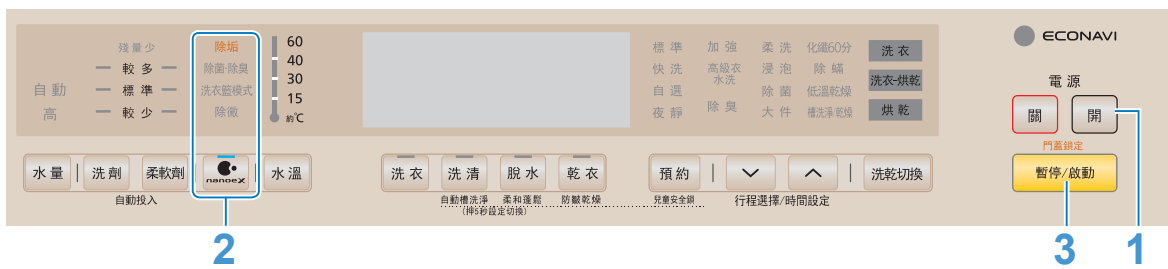 殘量少 除垢 60 標準 加強 柔洗 化纖60分 洗衣 ECONAVI
較多 除菌·除臭 40 快洗 高級衣水洗 浸泡 除蟎 洗衣-烘乾 電源
自動 標準 洗衣籃模式 30 自選 除菌 低溫乾燥
高 較少 除黴 15 夜靜 除臭 大件 槽洗淨·乾燥 烘乾 關 開
約℃
門蓋鎖定
水量 洗劑 柔軟劑 nanoeX 水溫 洗衣 洗清 脫水 乾衣 預約 洗乾切換 暫停/啟動
自動投入 自動槽洗淨 柔和蓬鬆 防皺乾燥 兒童安全鎖 行程選擇/時間設定
(押5秒設定切換)
2 3 1